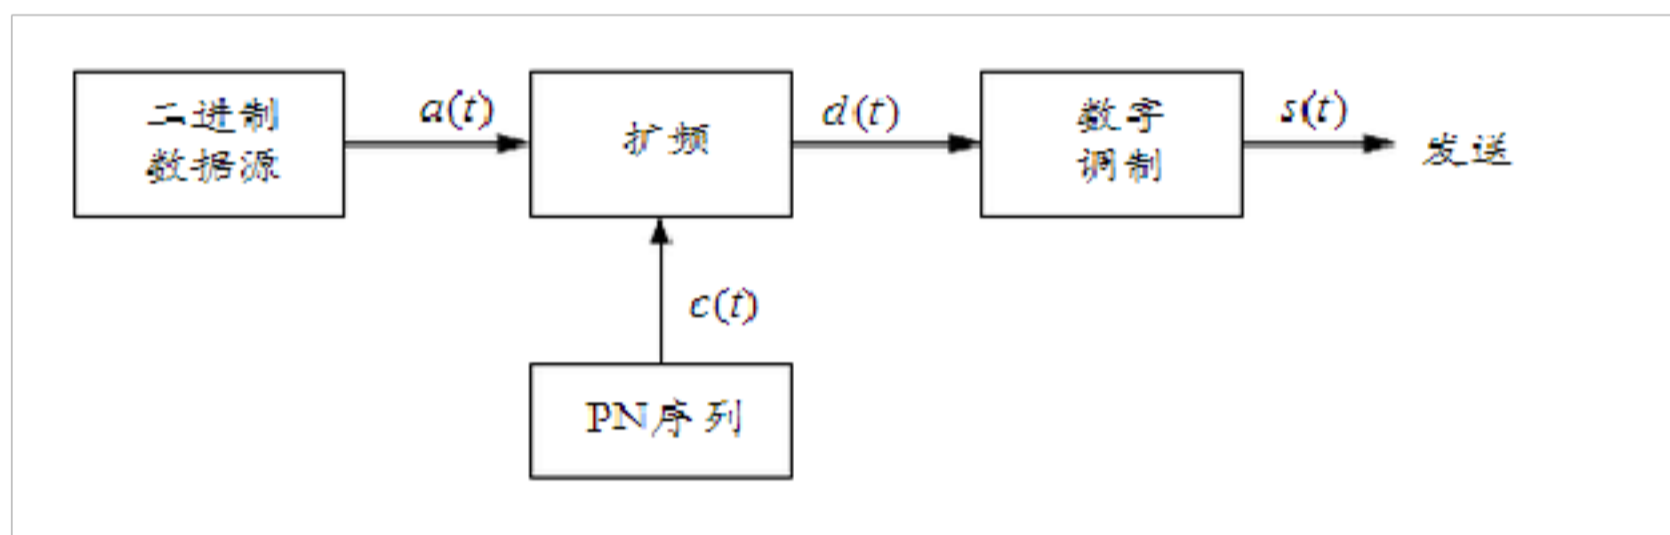 二进制
数据源
a(t)
扩频
d(t)
数字
调制
s(t)
发送
c(t)
PN序列